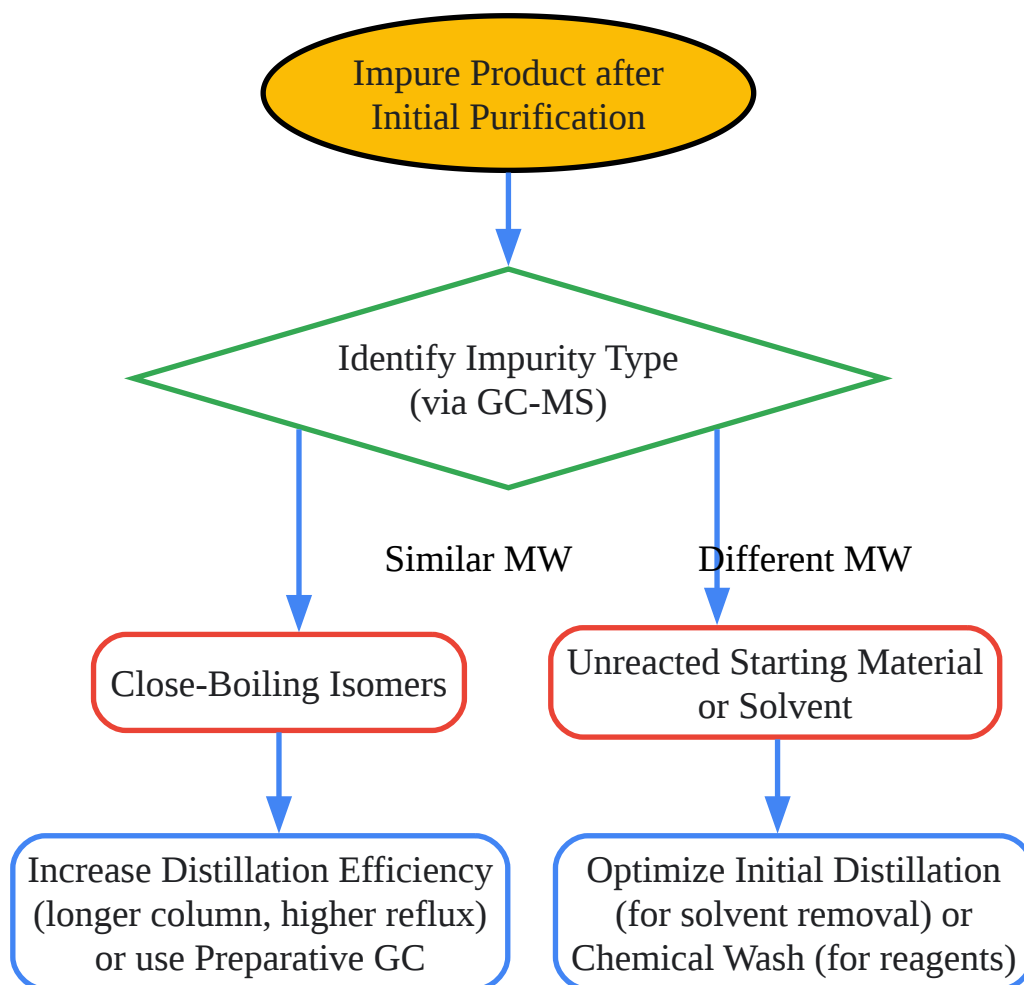 Impure Product after
Initial Purification
Identify Impurity Type
(via GC-MS)
Similar MW
Different MW
Close-Boiling Isomers
Unreacted Starting Material
or Solvent
Increase Distillation Efficiency
(longer column, higher reflux)
or use Preparative GC
Optimize Initial Distillation
(for solvent removal) or
Chemical Wash (for reagents)